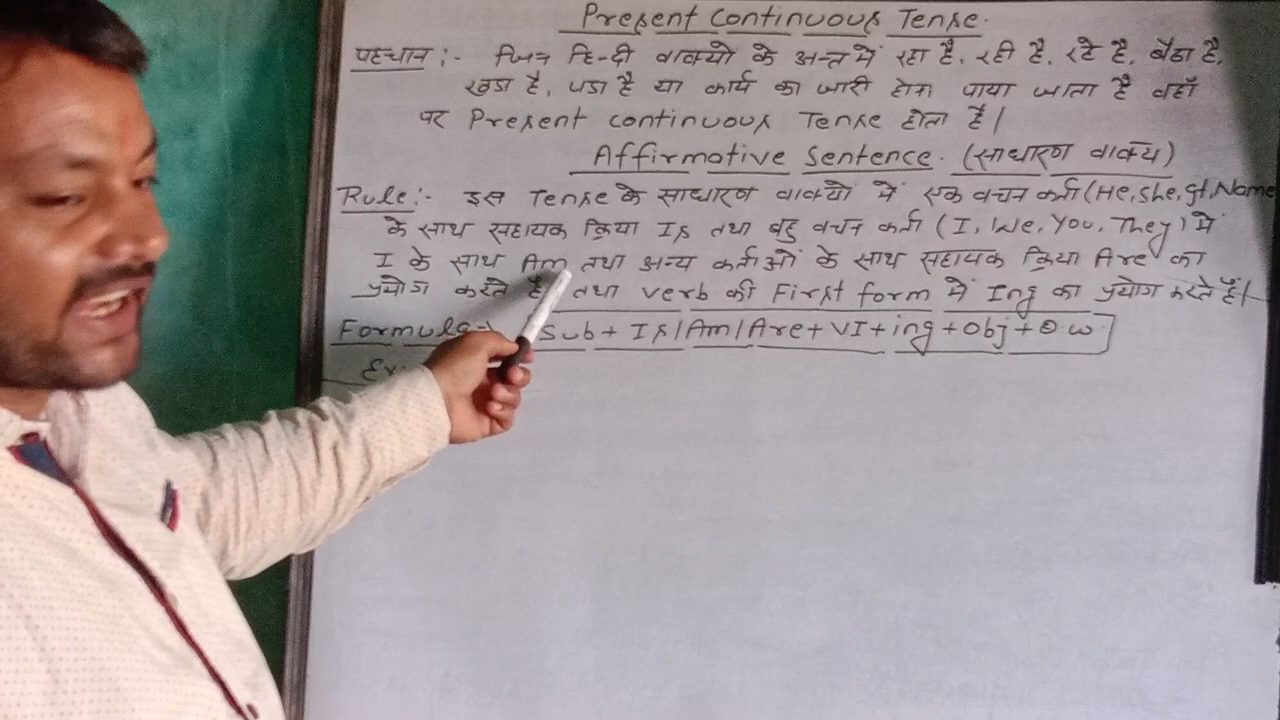 Present Continuous Tense.
पहचान :- जिन हिन्दी वाक्यो के अन्त में रहा है, रही है, रहे है, बैठा है,
खडा है, पडा है या कार्य का जारी होना पाया जाता है वहाँ
पर Present continuous Tense होता है।
Affirmative Sentence. (साधारण वाक्य)
Rule:- इस Tense के साधारण वाक्यों में एक वचन कर्ता (He, She, It, Name
के साथ सहायक क्रिया Is तथा बहु वचन कर्ता (I, We, You, They) में
I के साथ Am तथा अन्य कर्ताओं के साथ सहायक क्रिया Are का
प्रयोग करते है तथा verb की First form में Ing का प्रयोग करते हैं।
Formula:- Sub + Is/Am/Are + VI + ing + Obj + O.W.
Ex: